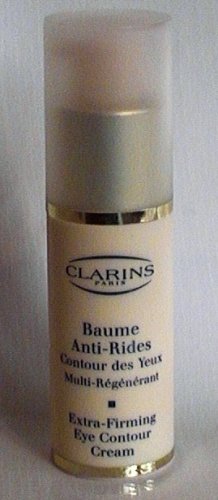 CLARINS
PARIS
Baume
Anti-Rides
Contour des Yeux
Multi-Régénérant
Extra-Firming
Eye Contour
Cream